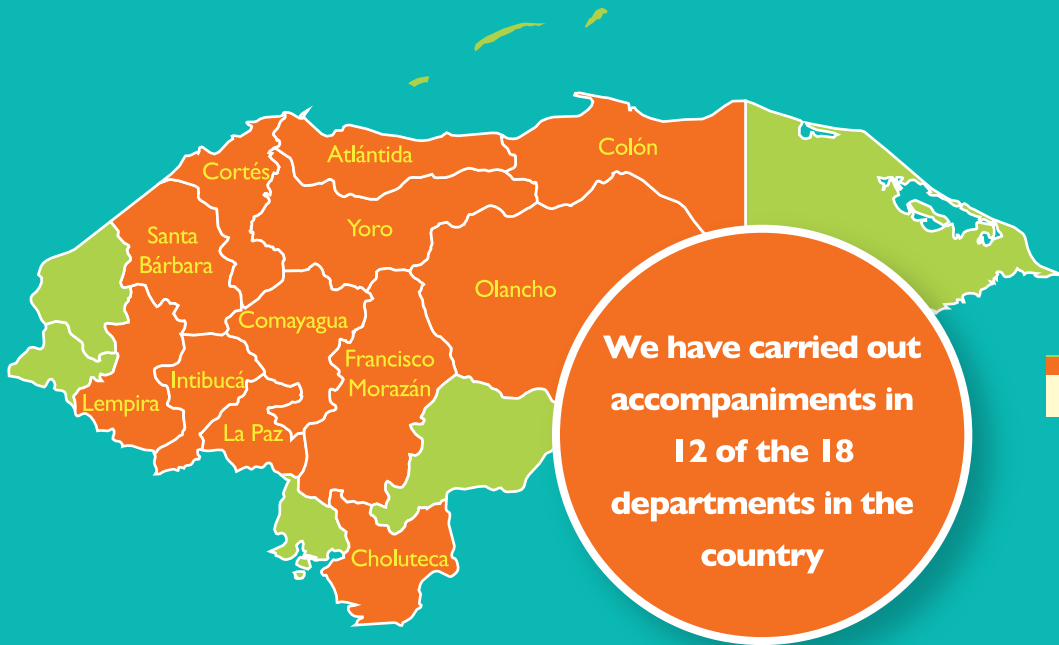 Atlántida
Colón
Cortés
Yoro
Santa
Bárbara
Olancho
Comayagua
Francisco
Morazán
Intibucá
Lempira
La Paz
Choluteca
We have carried out
accompaniments in
12 of the 18
departments in the
country